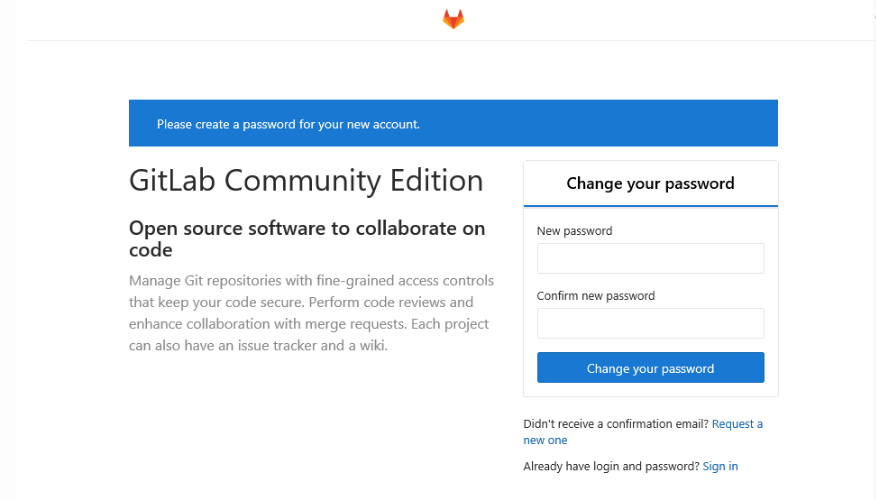 Please create a password for your new account.
GitLab Community Edition
Open source software to collaborate on
code
Manage Git repositories with fine-grained access controls
that keep your code secure. Perform code reviews and
enhance collaboration with merge requests. Each project
can also have an issue tracker and a wiki.
Change your password
New password
Confirm new password
Change your password
Didn't receive a confirmation email? Request a
new one
Already have login and password? Sign in